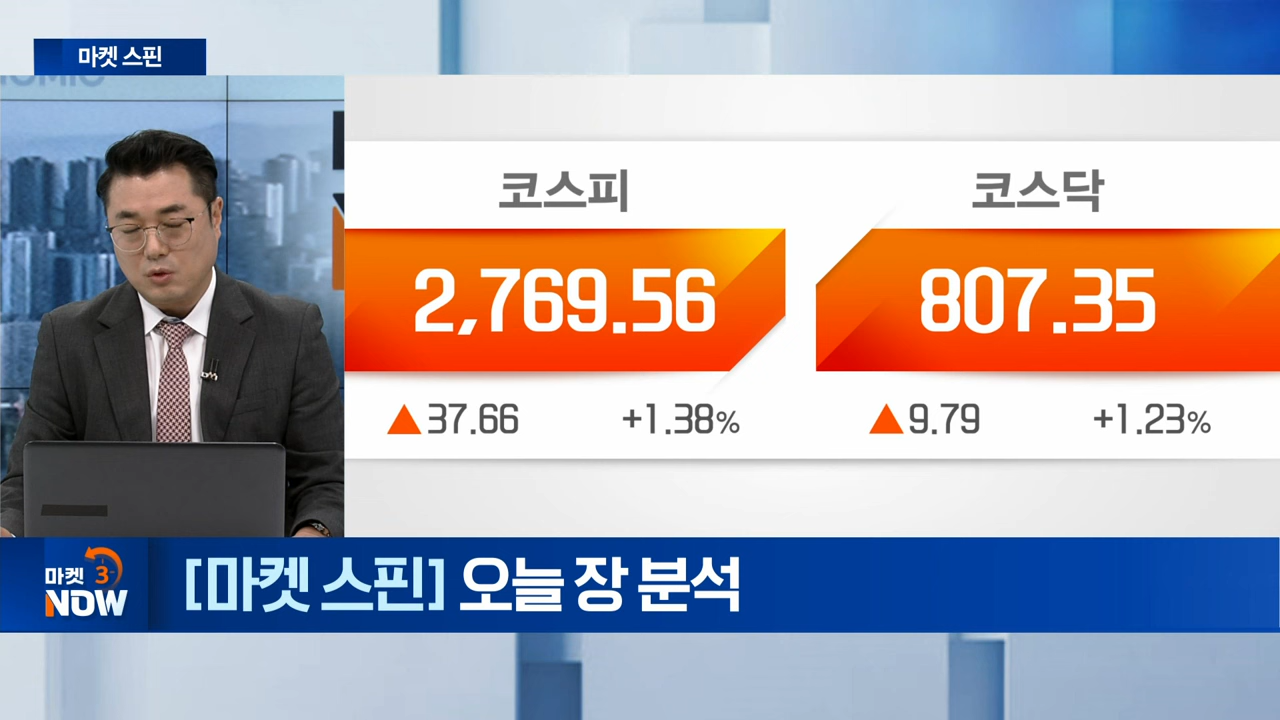 마켓 스핀
코스피
2,769.56
▲37.66 +1.38%
코스닥
807.35
▲9.79 +1.23%
마켓 3
NOW
[마켓 스핀] 오늘 장 분석